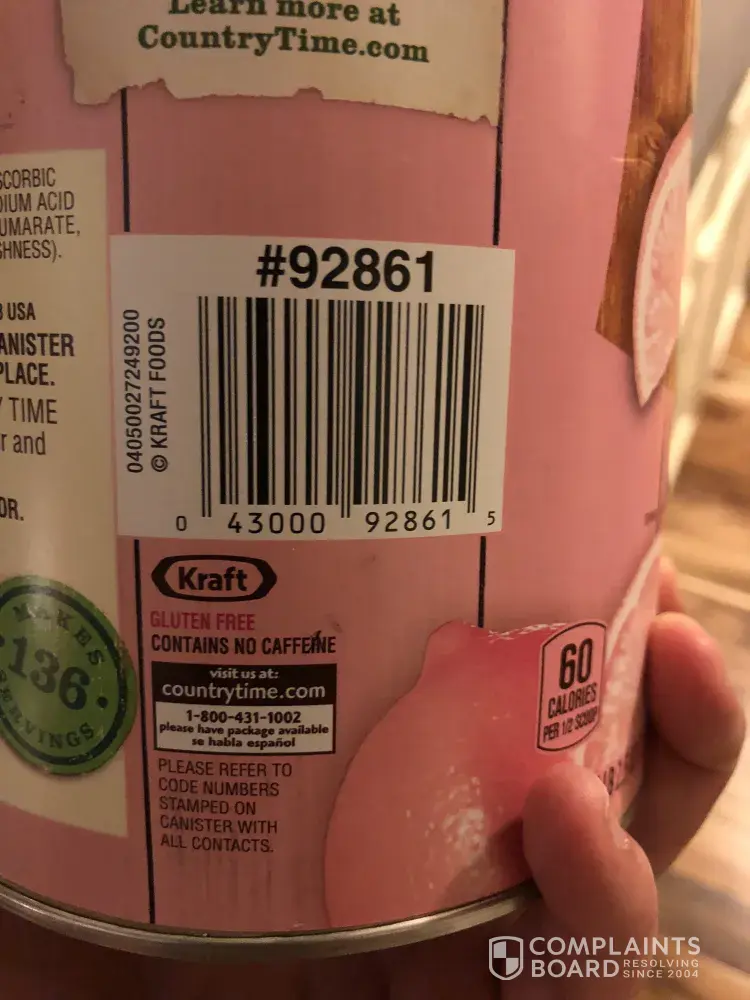 Learn more at
CountryTime.com
SCORBIC
DIUM ACID
UMARATE,
SHNESS).
USA
ANISTER
PLACE.
TIME
r and
OR.
#92861
04050027249200
© KRAFT FOODS
0 43000 92861 5
Kraft
GLUTEN FREE
CONTAINS NO CAFFEINE
visit us at:
countrytime.com
1-800-431-1002
please have package available
se habla español
PLEASE REFER TO
CODE NUMBERS
STAMPED ON
CANISTER WITH
ALL CONTACTS.
MAKES
136
SERVINGS
60
CALORIES
PER 1/2 SCOOP
COMPLAINTS
BOARD RESOLVING
SINCE 2004